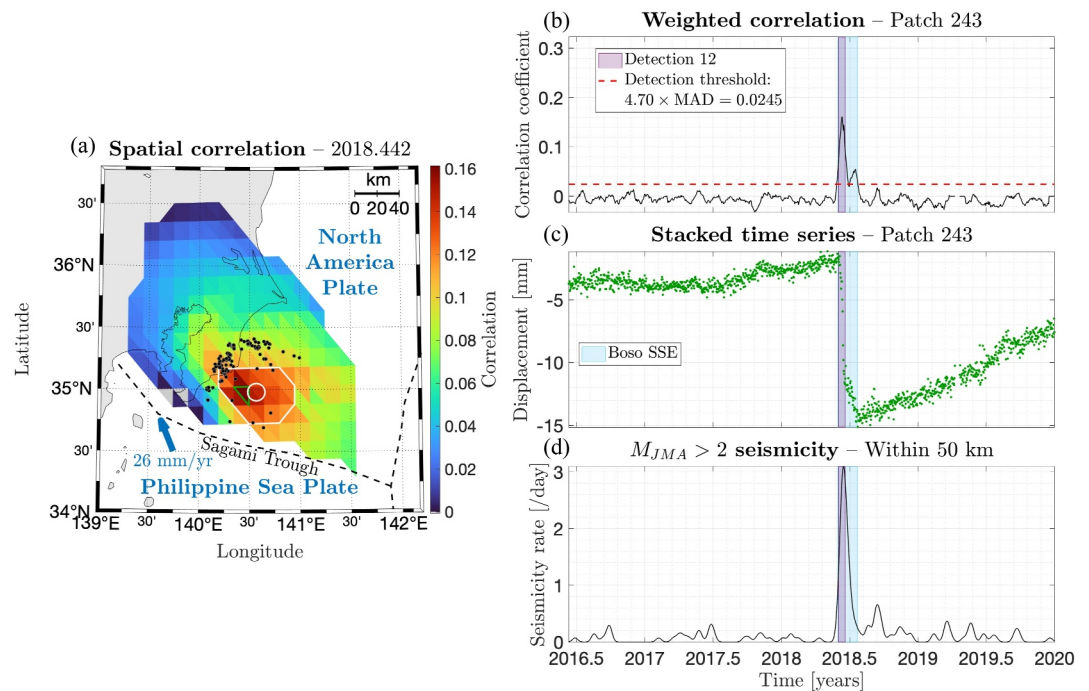 (a) Spatial correlation – 2018.442
km
0 20 40
0.16
0.14
0.12
0.10
0.08
0.06
0.04
0.02
0
Correlation
30'
36°N
30'
35°N
30'
34°N
Latitude
North
America
Plate
26 mm/yr
Sagami Trough
Philippine Sea Plate
139°E 30' 140°E 30' 141°E 30' 142°E
Longitude
(b) Weighted correlation – Patch 243
0.3
0.2
0.1
0
Correlation coefficient
Detection 12
Detection threshold:
4.70 × MAD = 0.0245
(c) Stacked time series – Patch 243
-5
-10
-15
Displacement [mm]
Boso SSE
(d) M_JMA > 2 seismicity – Within 50 km
3
2
1
0
Seismicity rate [/day]
2016.5 2017 2017.5 2018 2018.5 2019 2019.5 2020
Time [years]